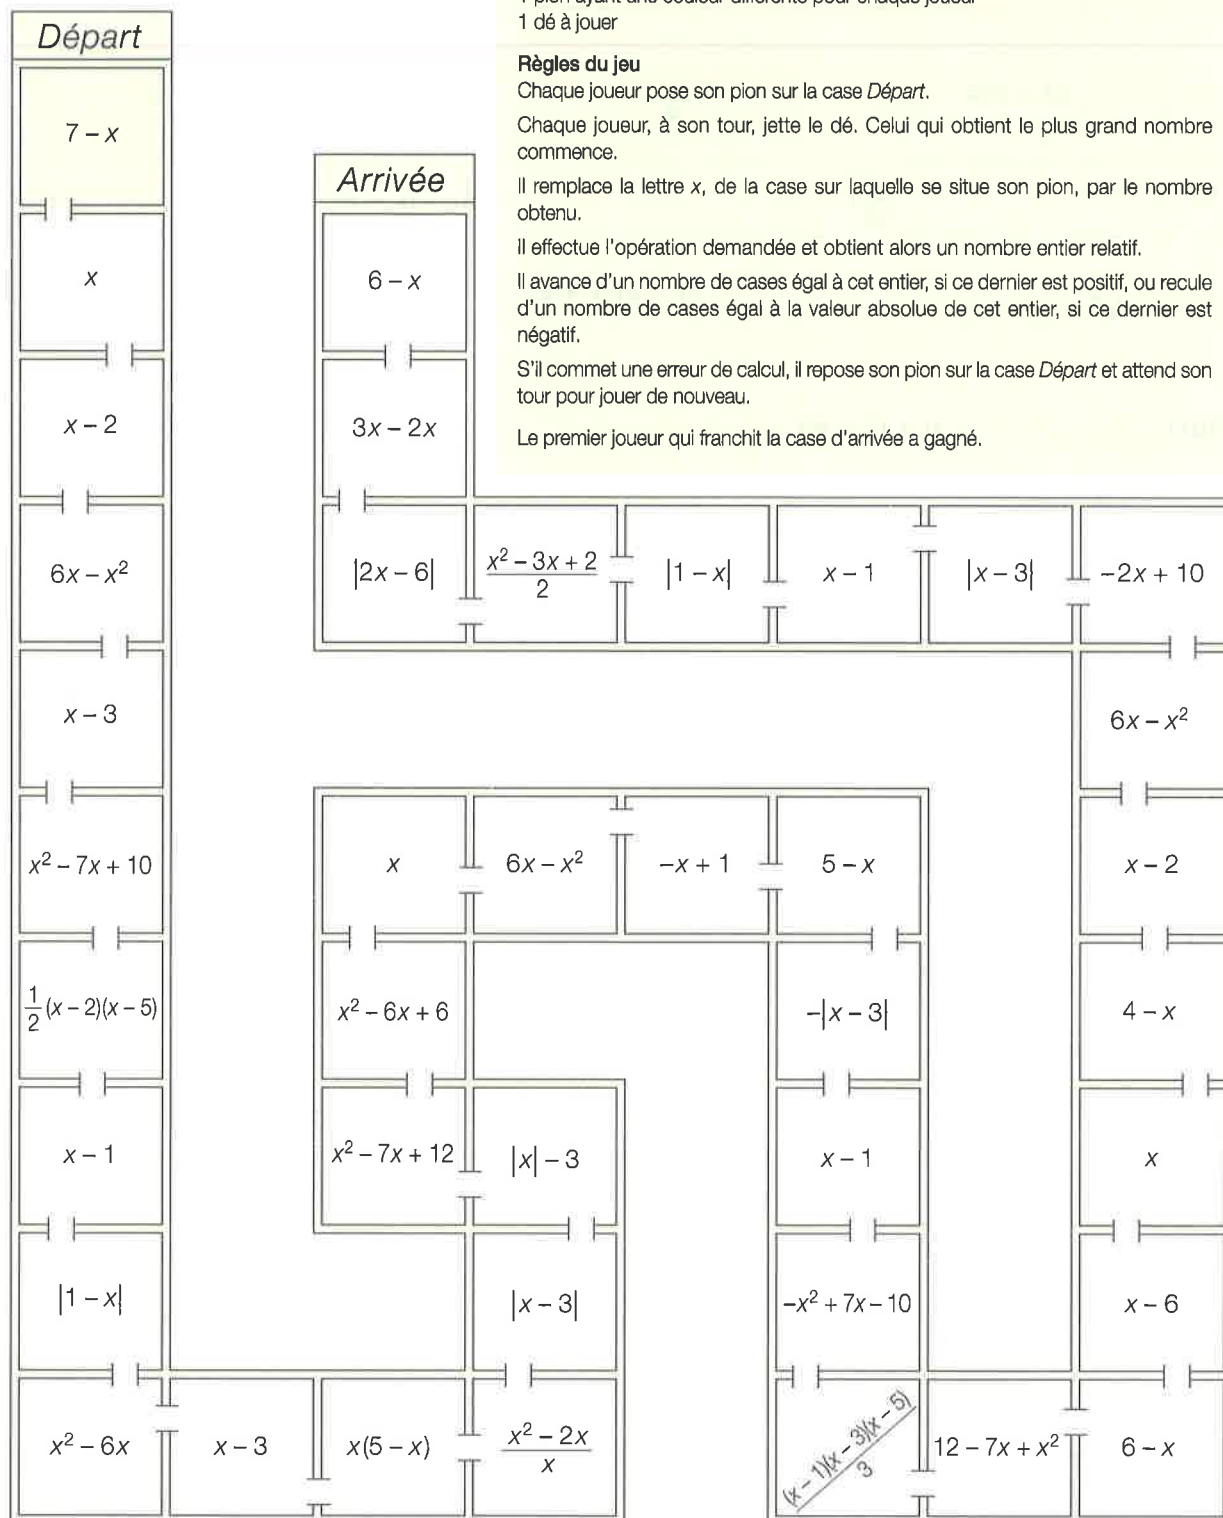 1 dé à jouer
Règles du jeu
Chaque joueur pose son pion sur la case Départ.
Chaque joueur, à son tour, jette le dé. Celui qui obtient le plus grand nombre
commence.
Il remplace la lettre x, de la case sur laquelle se situe son pion, par le nombre
obtenu.
Il effectue l'opération demandée et obtient alors un nombre entier relatif.
Il avance d'un nombre de cases égal à cet entier, si ce dernier est positif, ou recule
d'un nombre de cases égal à la valeur absolue de cet entier, si ce dernier est
négatif.
S'il commet une erreur de calcul, il repose son pion sur la case Départ et attend son
tour pour jouer de nouveau.
Le premier joueur qui franchit la case d'arrivée a gagné.
Départ
7 – x
x
x – 2
6x – x²
x – 3
x² – 7x + 10
1/2 (x – 2)(x – 5)
x – 1
|1 – x|
x² – 6x
x – 3
x(5 – x)
(x² – 2x)/x
|x – 3|
|x| – 3
x² – 7x + 12
x² – 6x + 6
x
6x – x²
–x + 1
5 – x
–|x – 3|
x – 1
–x² + 7x – 10
(x – 1)(x – 3)(x – 5)/3
12 – 7x + x²
6 – x
x – 6
x
4 – x
x – 2
6x – x²
–2x + 10
|x – 3|
x – 1
|1 – x|
(x² – 3x + 2)/2
|2x – 6|
3x – 2x
6 – x
Arrivée